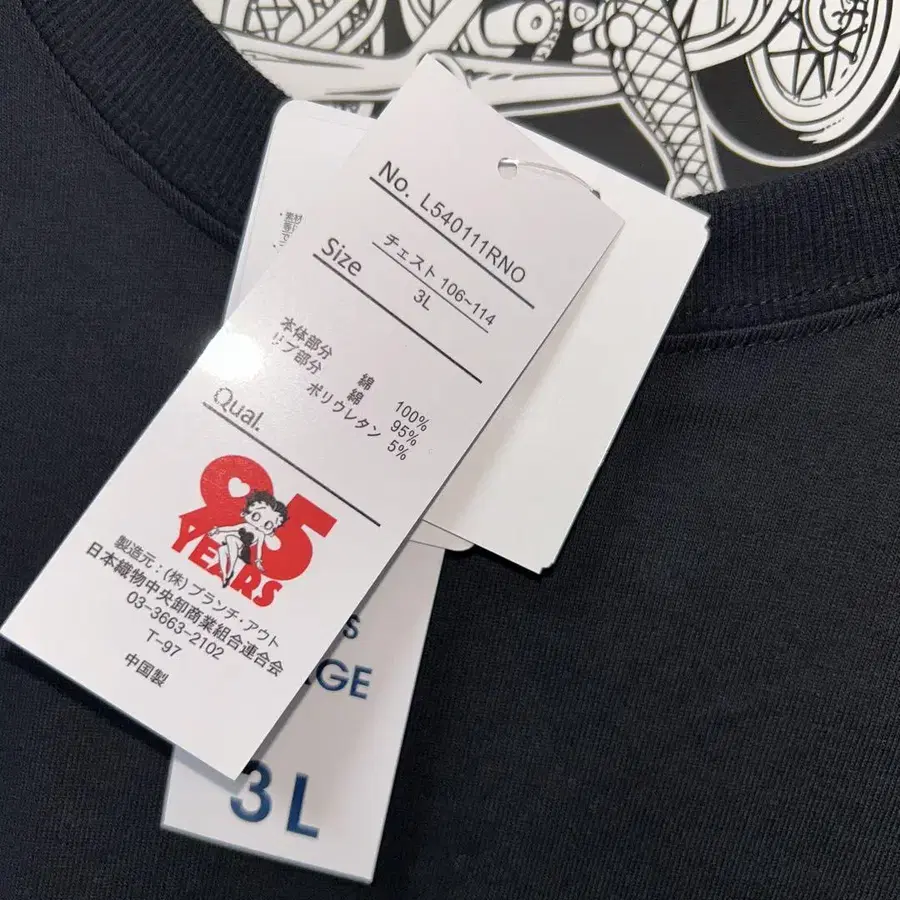 No. L540111RNO
Size
チェスト 106~114
3L
本体部分 綿 100%
リブ部分 綿 95%
ポリウレタン 5%
Qual.
95
YEARS
製造元:(株)ブランチ・アウト
日本織物中央卸商業組合連合会
03-3663-2102
T-97
中国製
3L